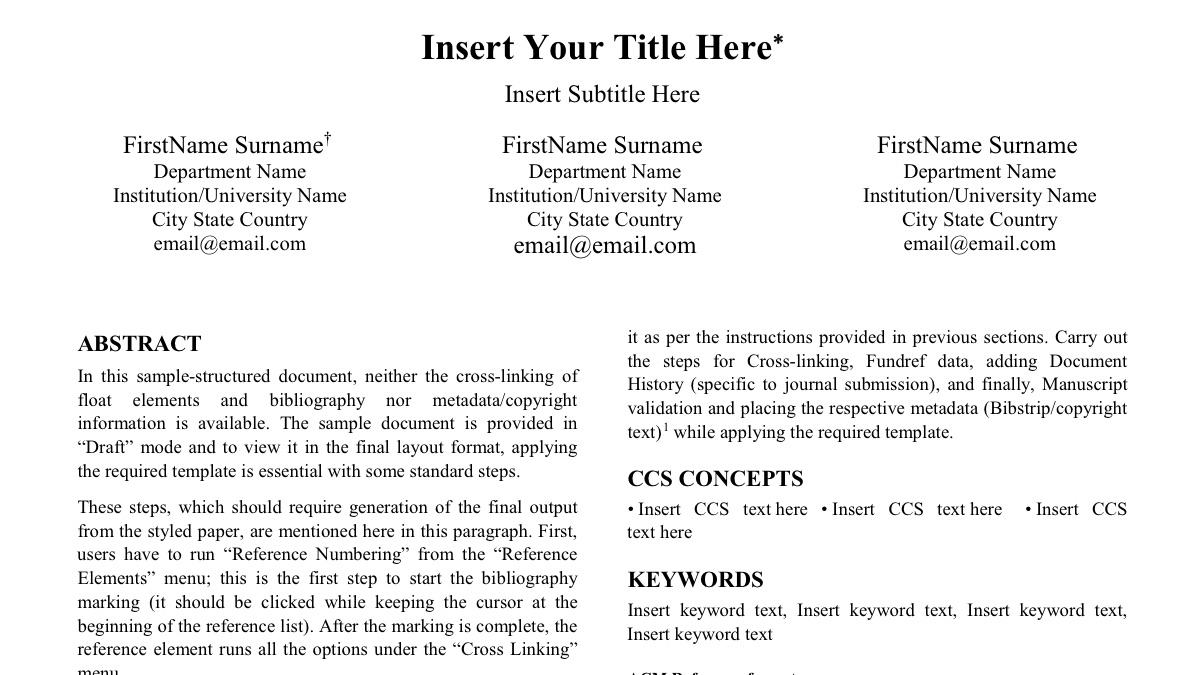 Insert Your Title Here*
Insert Subtitle Here
FirstName Surname†
Department Name
Institution/University Name
City State Country
email@email.com
FirstName Surname
Department Name
Institution/University Name
City State Country
email@email.com
FirstName Surname
Department Name
Institution/University Name
City State Country
email@email.com
ABSTRACT
In this sample-structured document, neither the cross-linking of
float elements and bibliography nor metadata/copyright
information is available. The sample document is provided in
“Draft” mode and to view it in the final layout format, applying
the required template is essential with some standard steps.
These steps, which should require generation of the final output
from the styled paper, are mentioned here in this paragraph. First,
users have to run “Reference Numbering” from the “Reference
Elements” menu; this is the first step to start the bibliography
marking (it should be clicked while keeping the cursor at the
beginning of the reference list). After the marking is complete, the
reference element runs all the options under the “Cross Linking”
menu.
it as per the instructions provided in previous sections. Carry out
the steps for Cross-linking, Fundref data, adding Document
History (specific to journal submission), and finally, Manuscript
validation and placing the respective metadata (Bibstrip/copyright
text)1 while applying the required template.
CCS CONCEPTS
• Insert CCS text here • Insert CCS text here • Insert CCS
text here
KEYWORDS
Insert keyword text, Insert keyword text, Insert keyword text,
Insert keyword text